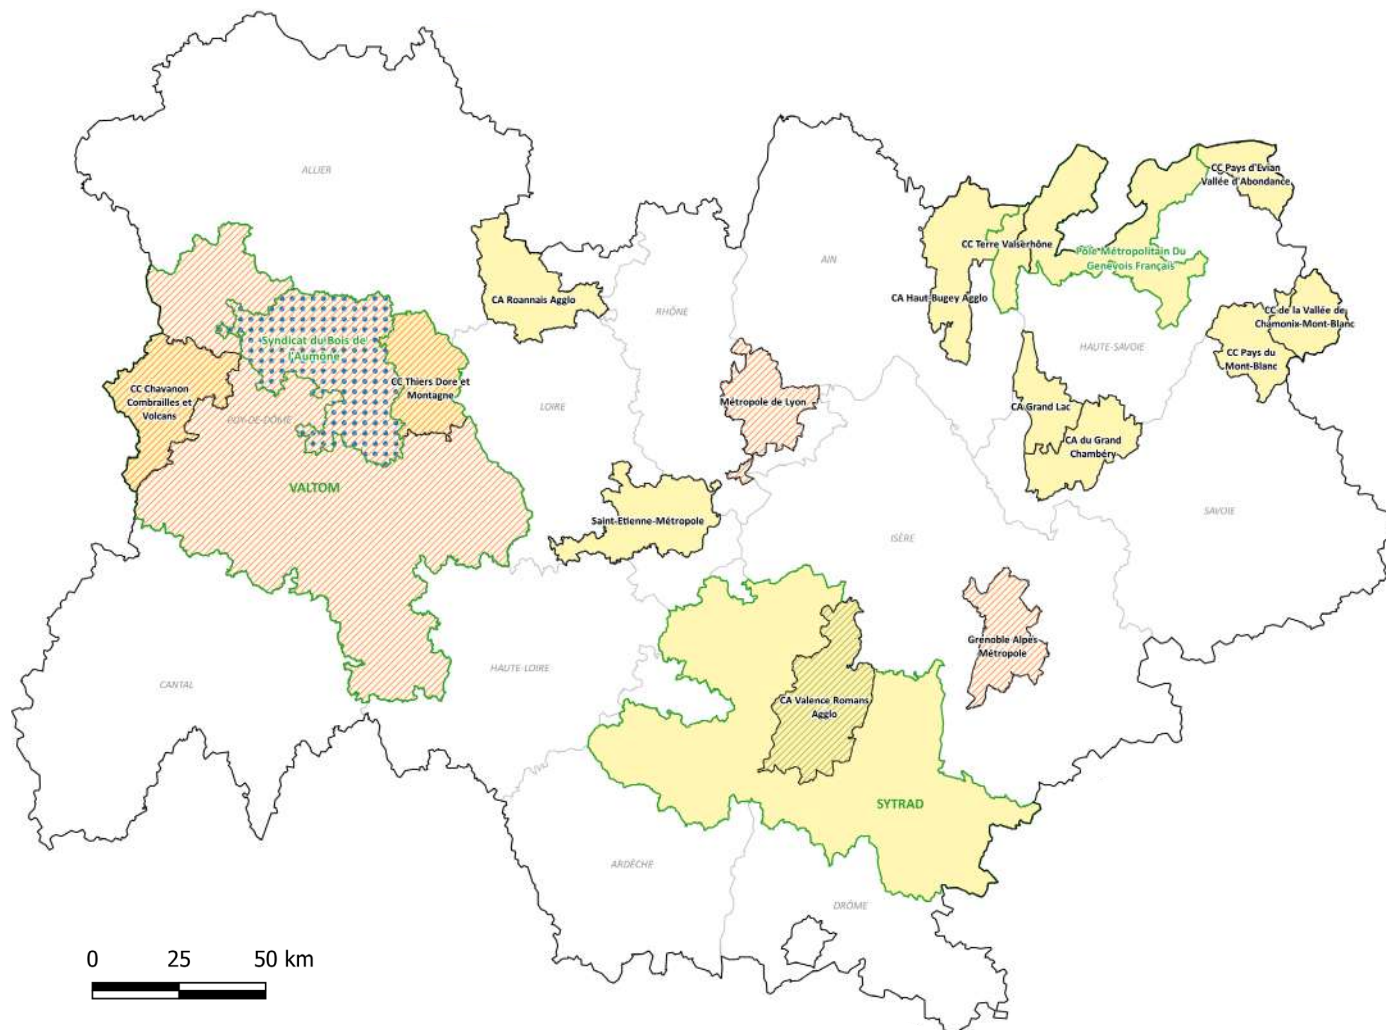 ALLIER
CC Pays d'Evian
Vallée d'Abondance
CC Terre Valserhône
Pôle Métropolitain Du
Genevois Français
AIN
CA Haut-Bugey Agglo
CA Roannais Agglo
RHÔNE
CC de la Vallée de
Chamonix-Mont-Blanc
Syndicat du Bois de
l'Aumône
HAUTE-SAVOIE
CC Pays du
Mont-Blanc
CC Thiers Dore et
Montagne
CC Chavanon
Combrailles et
Volcans
Métropole de Lyon
LOIRE
CA Grand Lac
PUY-DE-DÔME
CA du Grand
Chambéry
VALTOM
Saint-Etienne-Métropole
SAVOIE
ISÈRE
Grenoble Alpes
Métropole
HAUTE-LOIRE
CANTAL
CA Valence Romans
Agglo
SYTRAD
ARDÈCHE
DRÔME
0 25 50 km